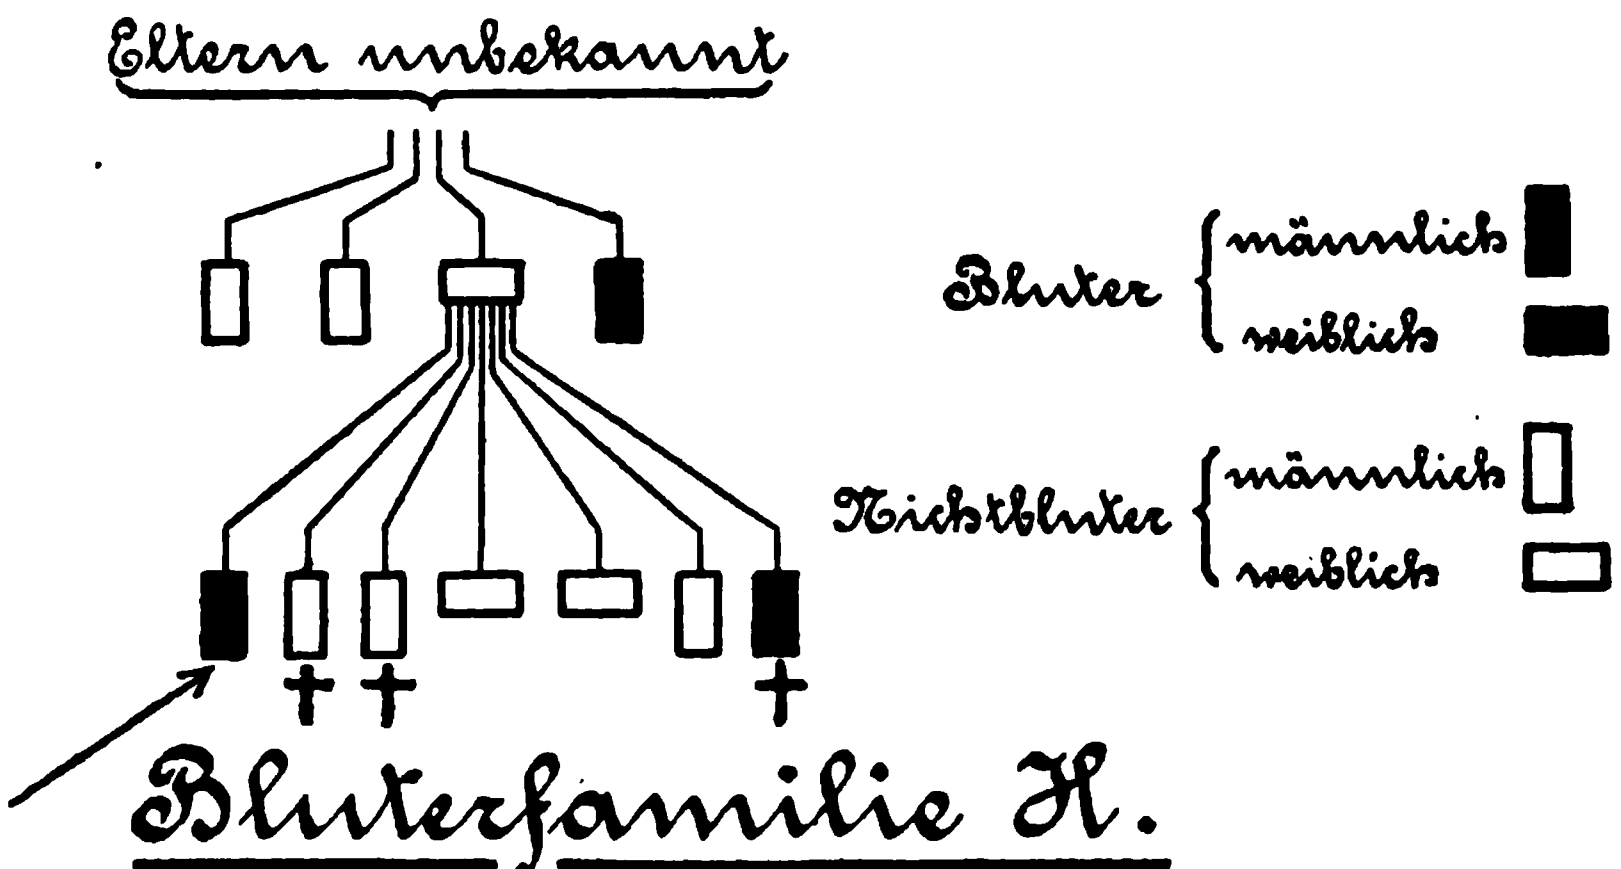 Eltern unbekannt
Bluter
männlich
weiblich
Nichtbluter
männlich
weiblich
Bluterfamilie H.